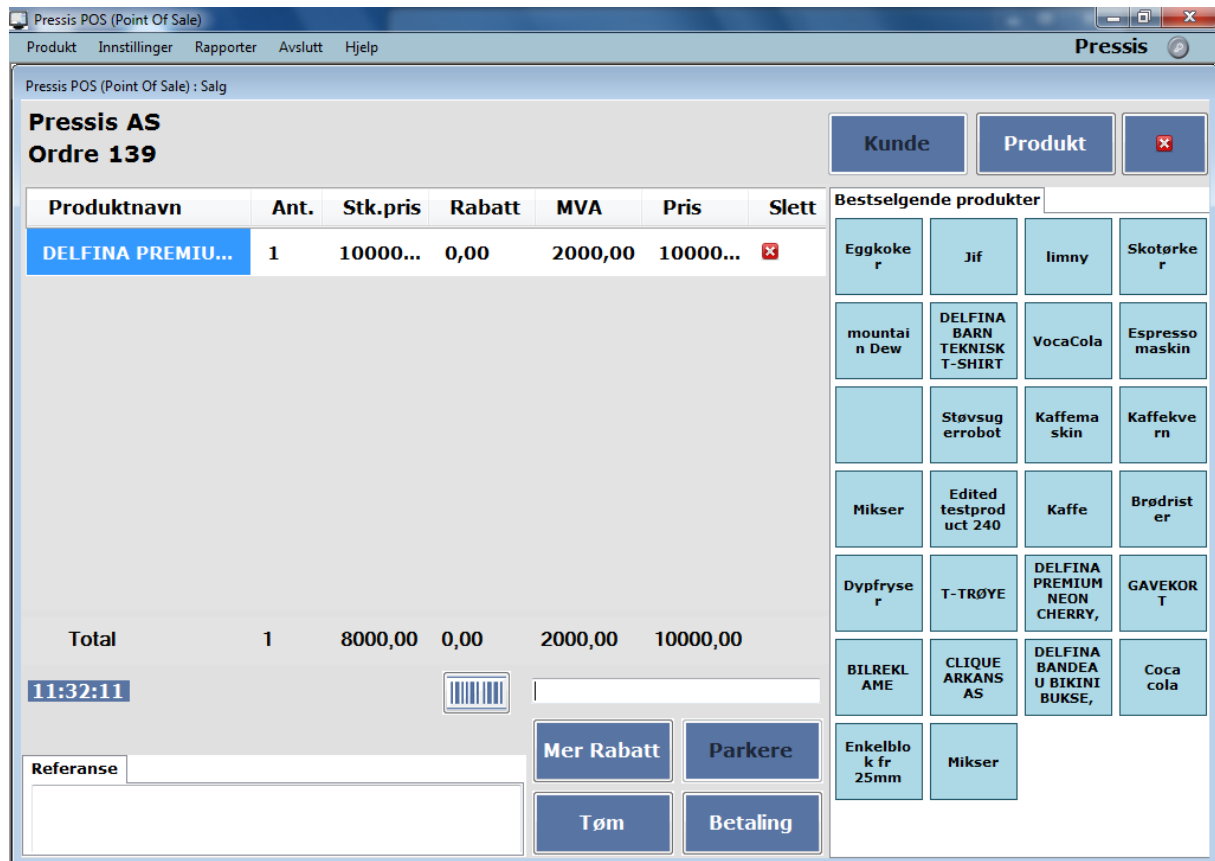 Pressis POS (Point Of Sale)
Produkt Innstillinger Rapporter Avslutt Hjelp Pressis
Pressis POS (Point Of Sale) : Salg
Pressis AS
Ordre 139
Kunde Produkt
Produktnavn Ant. Stk.pris Rabatt MVA Pris Slett
DELFINA PREMIU... 1 10000... 0,00 2000,00 10000...
Total 1 8000,00 0,00 2000,00 10000,00
11:32:11
Mer Rabatt Parkere
Referanse
Tøm Betaling
Bestselgende produkter
Eggkoke
r
Jif
limny
Skotørke
r
mountai
n Dew
DELFINA
BARN
TEKNISK
T-SHIRT
VocaCola
Espresso
maskin
Støvsug
errobot
Kaffema
skin
Kaffekve
rn
Mikser
Edited
testprod
uct 240
Kaffe
Brødrist
er
Dypfryse
r
T-TRØYE
DELFINA
PREMIUM
NEON
CHERRY,
GAVEKOR
T
BILREKL
AME
CLIQUE
ARKANS
AS
DELFINA
BANDEA
U BIKINI
BUKSE,
Coca
cola
Enkelblo
k fr
25mm
Mikser